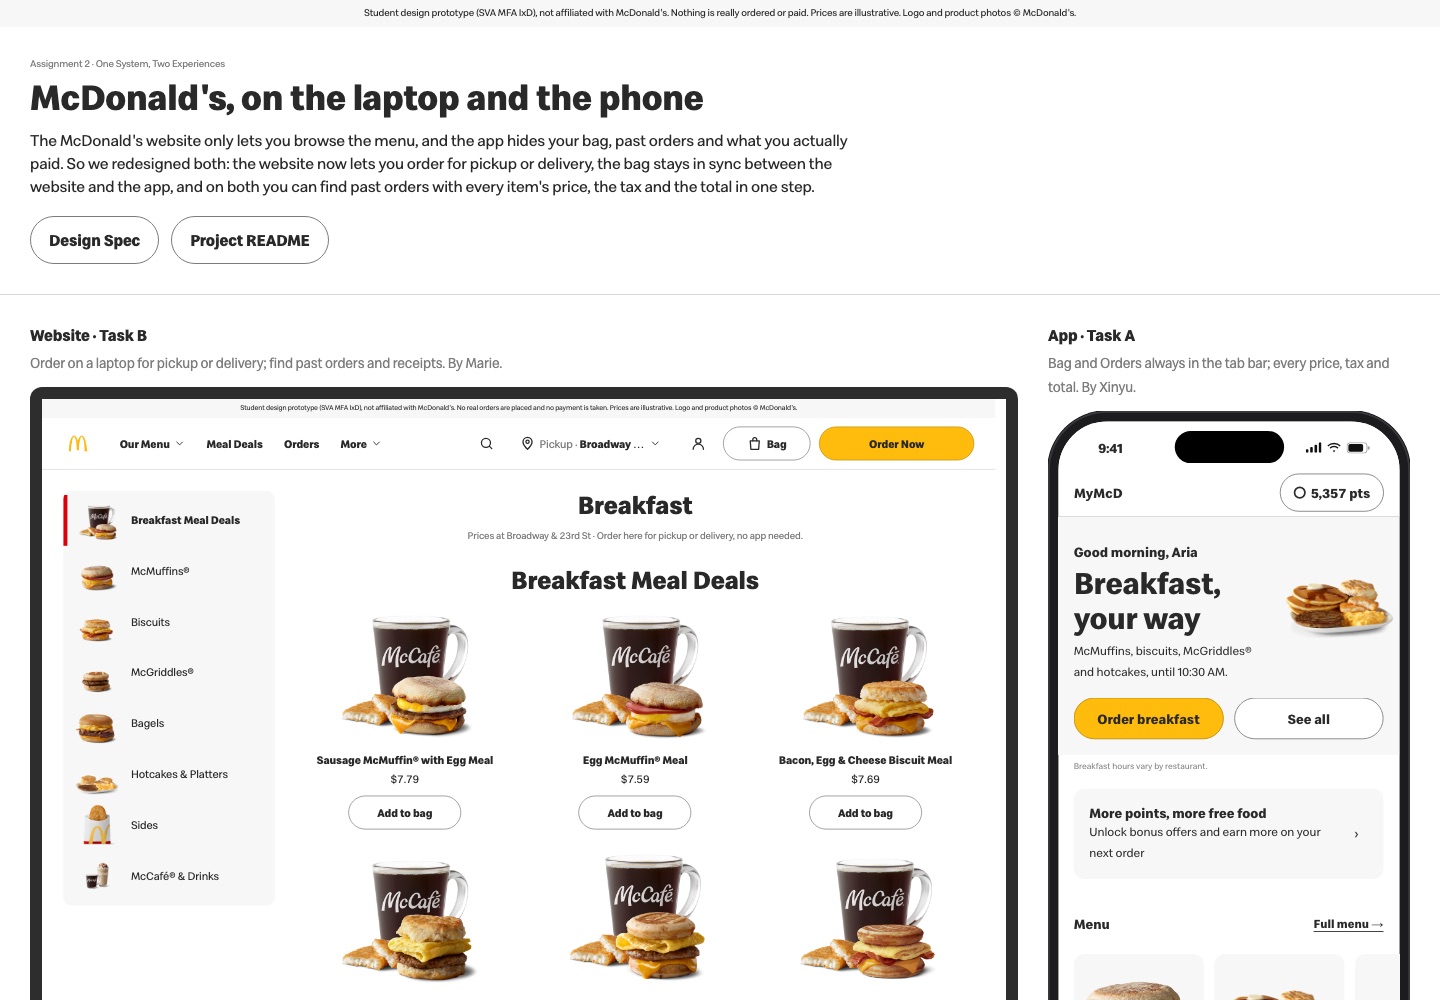 Student design prototype (SVA MFA IxD), not affiliated with McDonald's. Nothing is really ordered or paid. Prices are illustrative. Logo and product photos © McDonald's.
Assignment 2 · One System, Two Experiences
McDonald's, on the laptop and the phone
The McDonald's website only lets you browse the menu, and the app hides your bag, past orders and what you actually
paid. So we redesigned both: the website now lets you order for pickup or delivery, the bag stays in sync between the
website and the app, and on both you can find past orders with every item's price, the tax and the total in one step.
Design Spec
Project README
Website · Task B
Order on a laptop for pickup or delivery; find past orders and receipts. By Marie.
Student design prototype (SVA MFA IxD), not affiliated with McDonald's. No real orders are placed and no payment is taken. Prices are illustrative. Logo and product photos © McDonald's.
Our Menu
Meal Deals
Orders
More
Pickup · Broadway ...
Bag
Order Now
Breakfast Meal Deals
McMuffins®
Biscuits
McGriddles®
Bagels
Hotcakes & Platters
Sides
McCafé® & Drinks
Breakfast
Prices at Broadway & 23rd St · Order here for pickup or delivery, no app needed.
Breakfast Meal Deals
McCafé
McCafé
McCafé
Sausage McMuffin® with Egg Meal
$7.79
Add to bag
Egg McMuffin® Meal
$7.59
Add to bag
Bacon, Egg & Cheese Biscuit Meal
$7.69
Add to bag
McCafé
McCafé
McCafé
App · Task A
Bag and Orders always in the tab bar; every price, tax and
total. By Xinyu.
9:41
MyMcD
5,357 pts
Good morning, Aria
Breakfast,
your way
McMuffins, biscuits, McGriddles®
and hotcakes, until 10:30 AM.
Order breakfast
See all
Breakfast hours vary by restaurant.
More points, more free food
Unlock bonus offers and earn more on your
next order
Menu
Full menu →